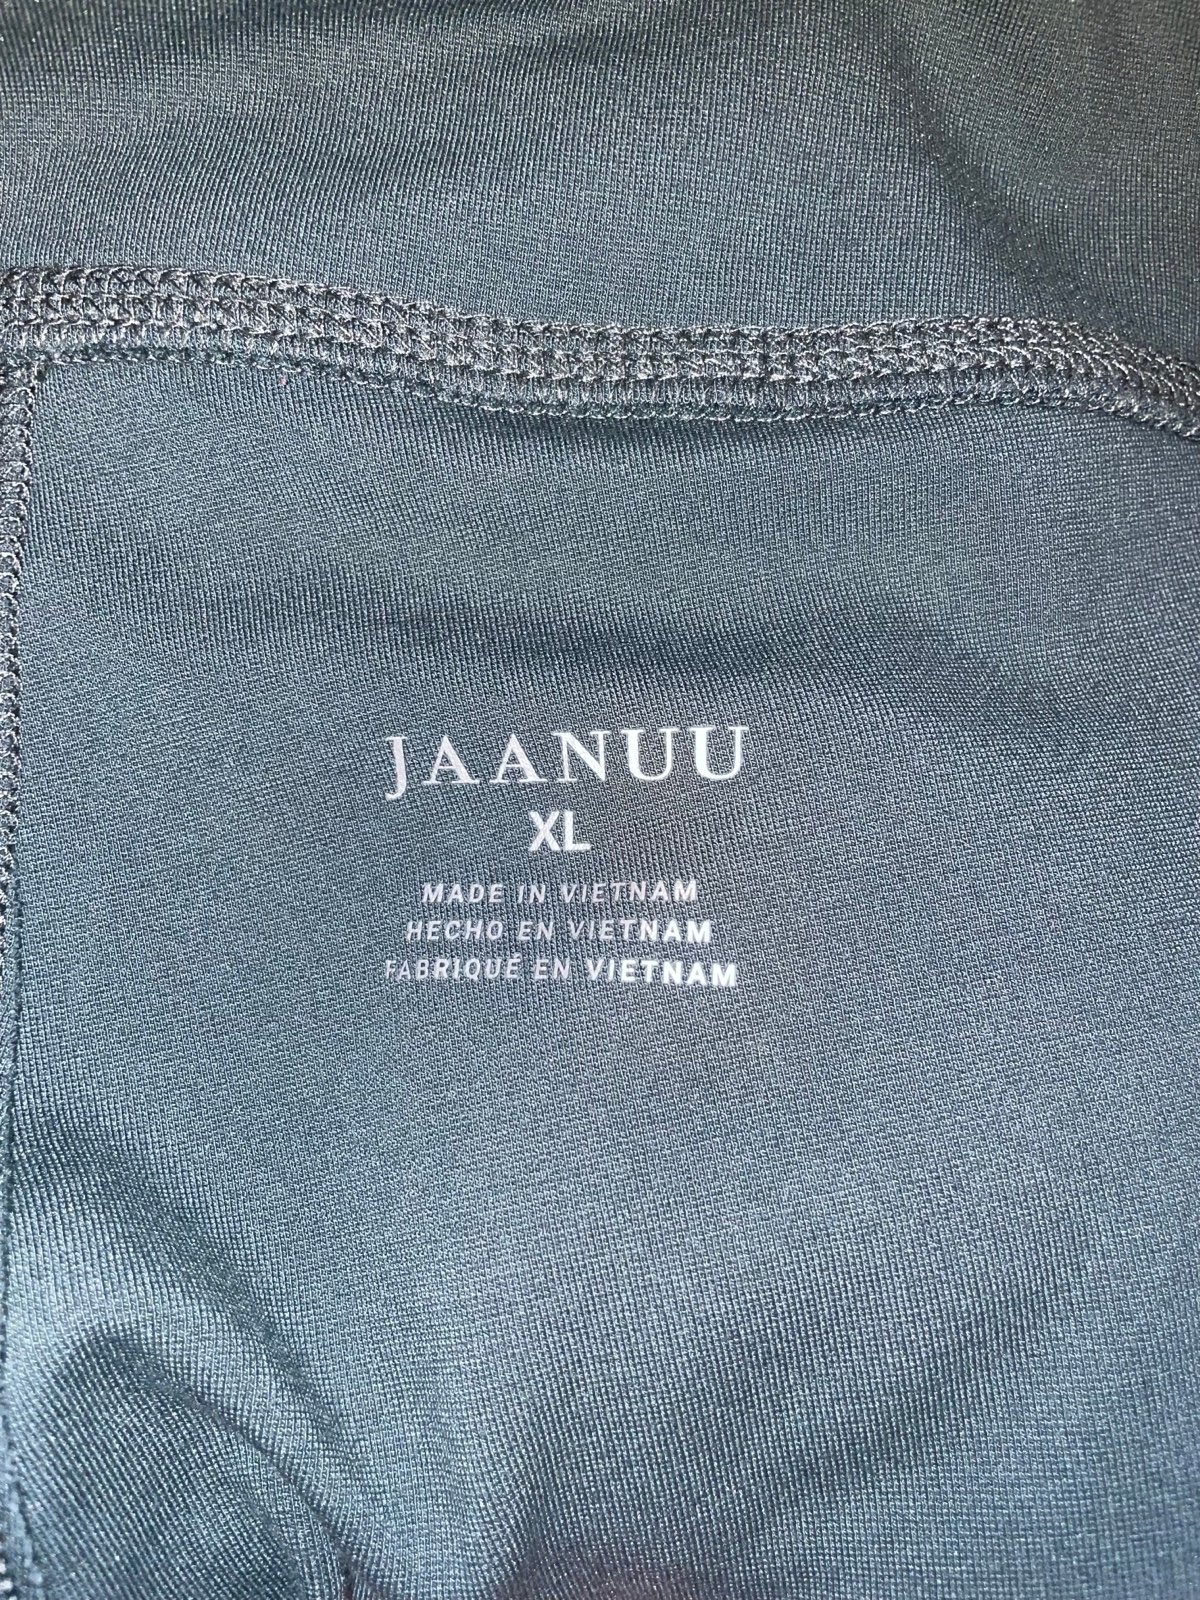 JAANUU
XL
MADE IN VIETNAM
HECHO EN VIETNAM
FABRIQUÉ EN VIETNAM